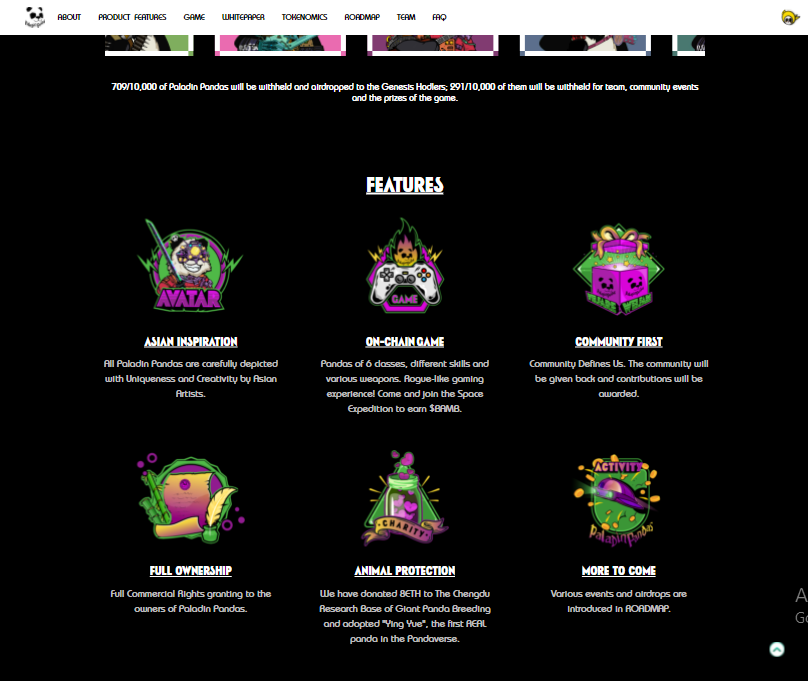 ABOUT PRODUCT FEATURES GAME WHITEPAPER TOKENOMICS ROADMAP TEAM FAQ
709/10,000 of Paladin Pandas will be withheld and airdropped to the Genesis Hodlers; 291/10,000 of them will be withheld for team, community events
and the prizes of the game.
FEATURES
AVATAR
GAME
ASIAN INSPIRATION
ON-CHAIN GAME
COMMUNITY FIRST
All Paladin Pandas are carefully depicted
with Uniqueness and Creativity by Asian
Artists.
Pandas of 6 classes, different skills and
various weapons. Rogue-like gaming
experience! Come and join the Space
Expedition to earn $BAMB.
Community Defines Us. The community will
be given back and contributions will be
awarded.
CHARITY
ACTIVITY
Paladin Pandas
FULL OWNERSHIP
ANIMAL PROTECTION
MORE TO COME
Full Commercial Rights granting to the
owners of Paladin Pandas.
We have donated 8ETH to The Chengdu
Research Base of Giant Panda Breeding
and adopted "Ying Yue", the first REAL
panda in the Pandaverse.
Various events and airdrops are
introduced in ROADMAP.
A
Go